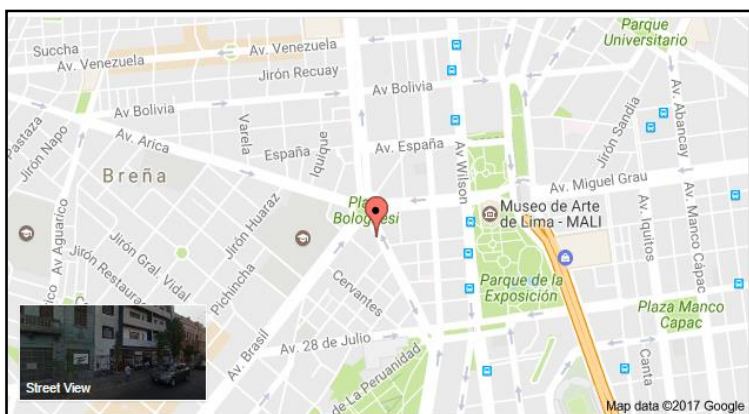 Parque
Universitario
Succha
Av. Venezuela
Av. Venezuela
Jirón Recuay
Av Bolivia
Av Bolivia
Pastaza
Jirón Napo
Av. Arica
Varela
España
Iquique
Av. España
Av Wilson
Jirón Sandia
Av. Abancay
Breña
Av. Miguel Grau
Plaza
Bolognesi
Museo de Arte
de Lima - MALI
Jirón Huaraz
Av Aguarico
Jirón Gral. Vidal
Jirón Restauración
Pichincha
Cervantes
Parque de la
Exposición
Av. Iquitos
Av. Manco Cápac
Plaza Manco
Capac
Av. Brasil
Av. 28 de Julio
de La Peruanidad
Canta
Street View
Map data ©2017 Google